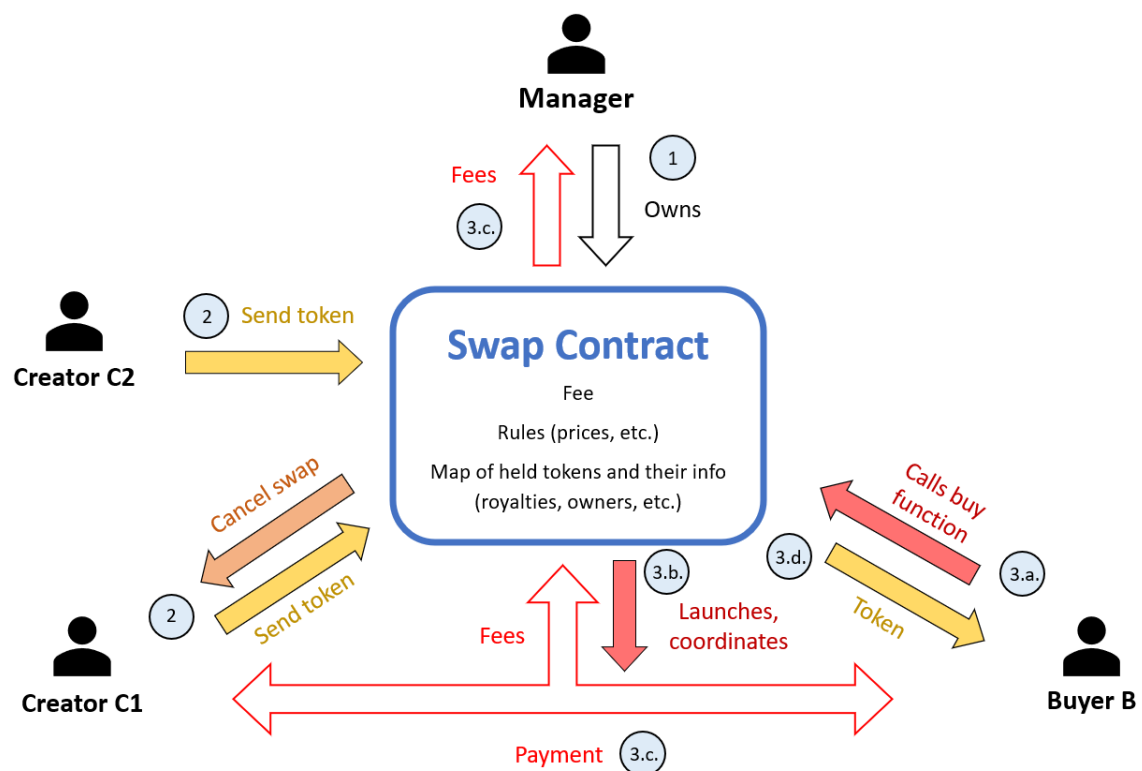 Manager
Fees
1
3.c.
Owns
2
Send token
Creator C2
Swap Contract
Fee
Rules (prices, etc.)
Map of held tokens and their info
(royalties, owners, etc.)
Cancel swap
Send token
2
Creator C1
Calls buy
function
3.a.
3.d.
Token
Buyer B
3.b.
Launches,
coordinates
Fees
Payment
3.c.